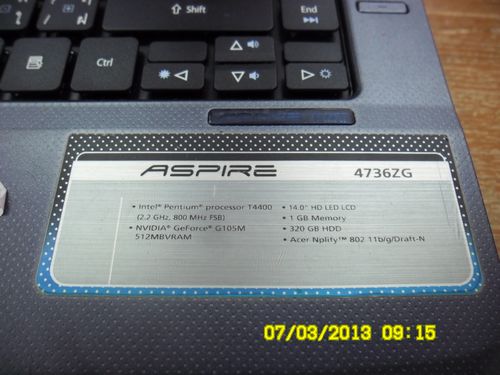 ⇧ Shift
End
Ctrl
ASPIRE 4736ZG
• Intel® Pentium® processor T4400
(2.2 GHz, 800 MHz FSB)
• NVIDIA® GeForce® G105M
512MBVRAM
• 14.0" HD LED LCD
• 1 GB Memory
• 320 GB HDD
• Acer Nplify™ 802.11b/g/Draft-N
07/03/2013 09:15